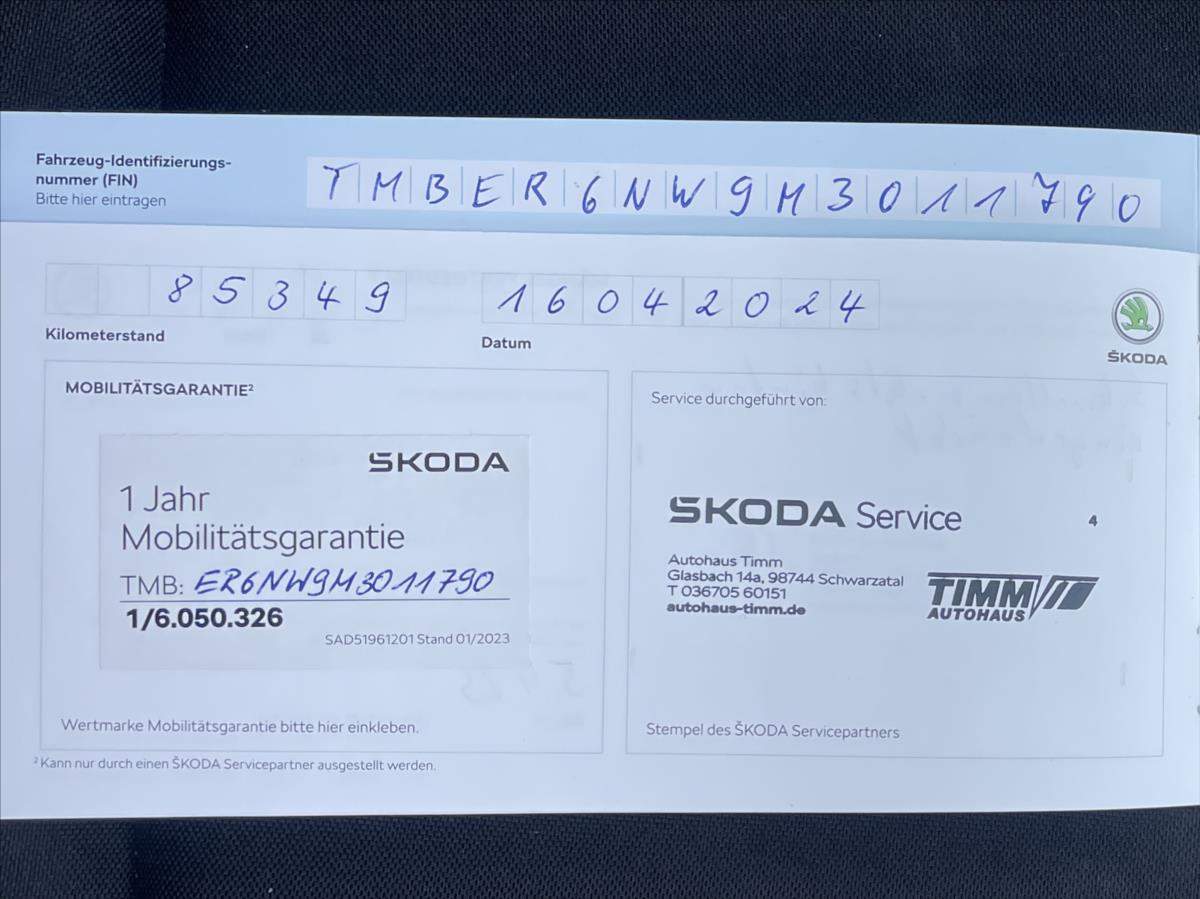 Fahrzeug-Identifizierungs-
nummer (FIN)
Bitte hier eintragen
TMBER6NW9M3011790
85349
Kilometerstand
16042024
Datum
ŠKODA
MOBILITÄTSGARANTIE²
ŠKODA
1 Jahr
Mobilitätsgarantie
TMB: ER6NW9M3011790
1/6.050.326
SAD51961201 Stand 01/2023
Wertmarke Mobilitätsgarantie bitte hier einkleben.
Service durchgeführt von:
ŠKODA Service
4
Autohaus Timm
Glasbach 14a, 98744 Schwarzatal
T 036705 60151
autohaus-timm.de
TIMM
AUTOHAUS
Stempel des ŠKODA Servicepartners
² Kann nur durch einen ŠKODA Servicepartner ausgestellt werden.